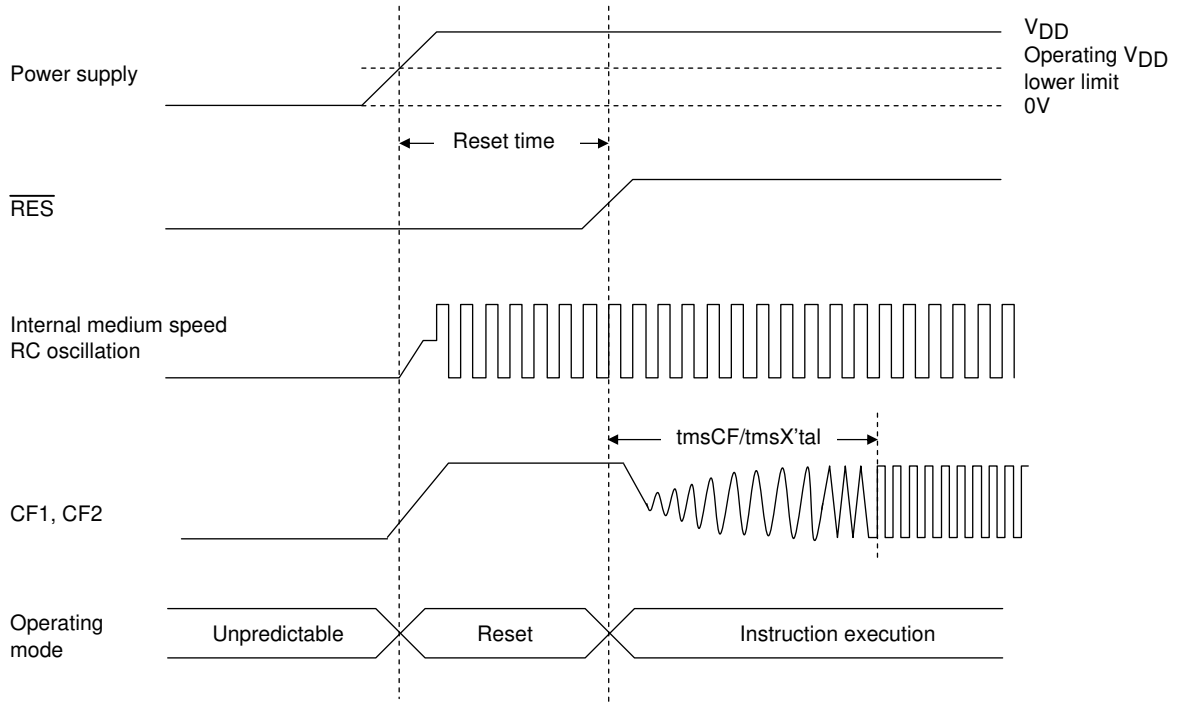 Power supply
VDD
Operating VDD
lower limit
0V
Reset time
RES
Internal medium speed
RC oscillation
tmsCF/tmsX'tal
CF1, CF2
Operating
mode
Unpredictable
Reset
Instruction execution